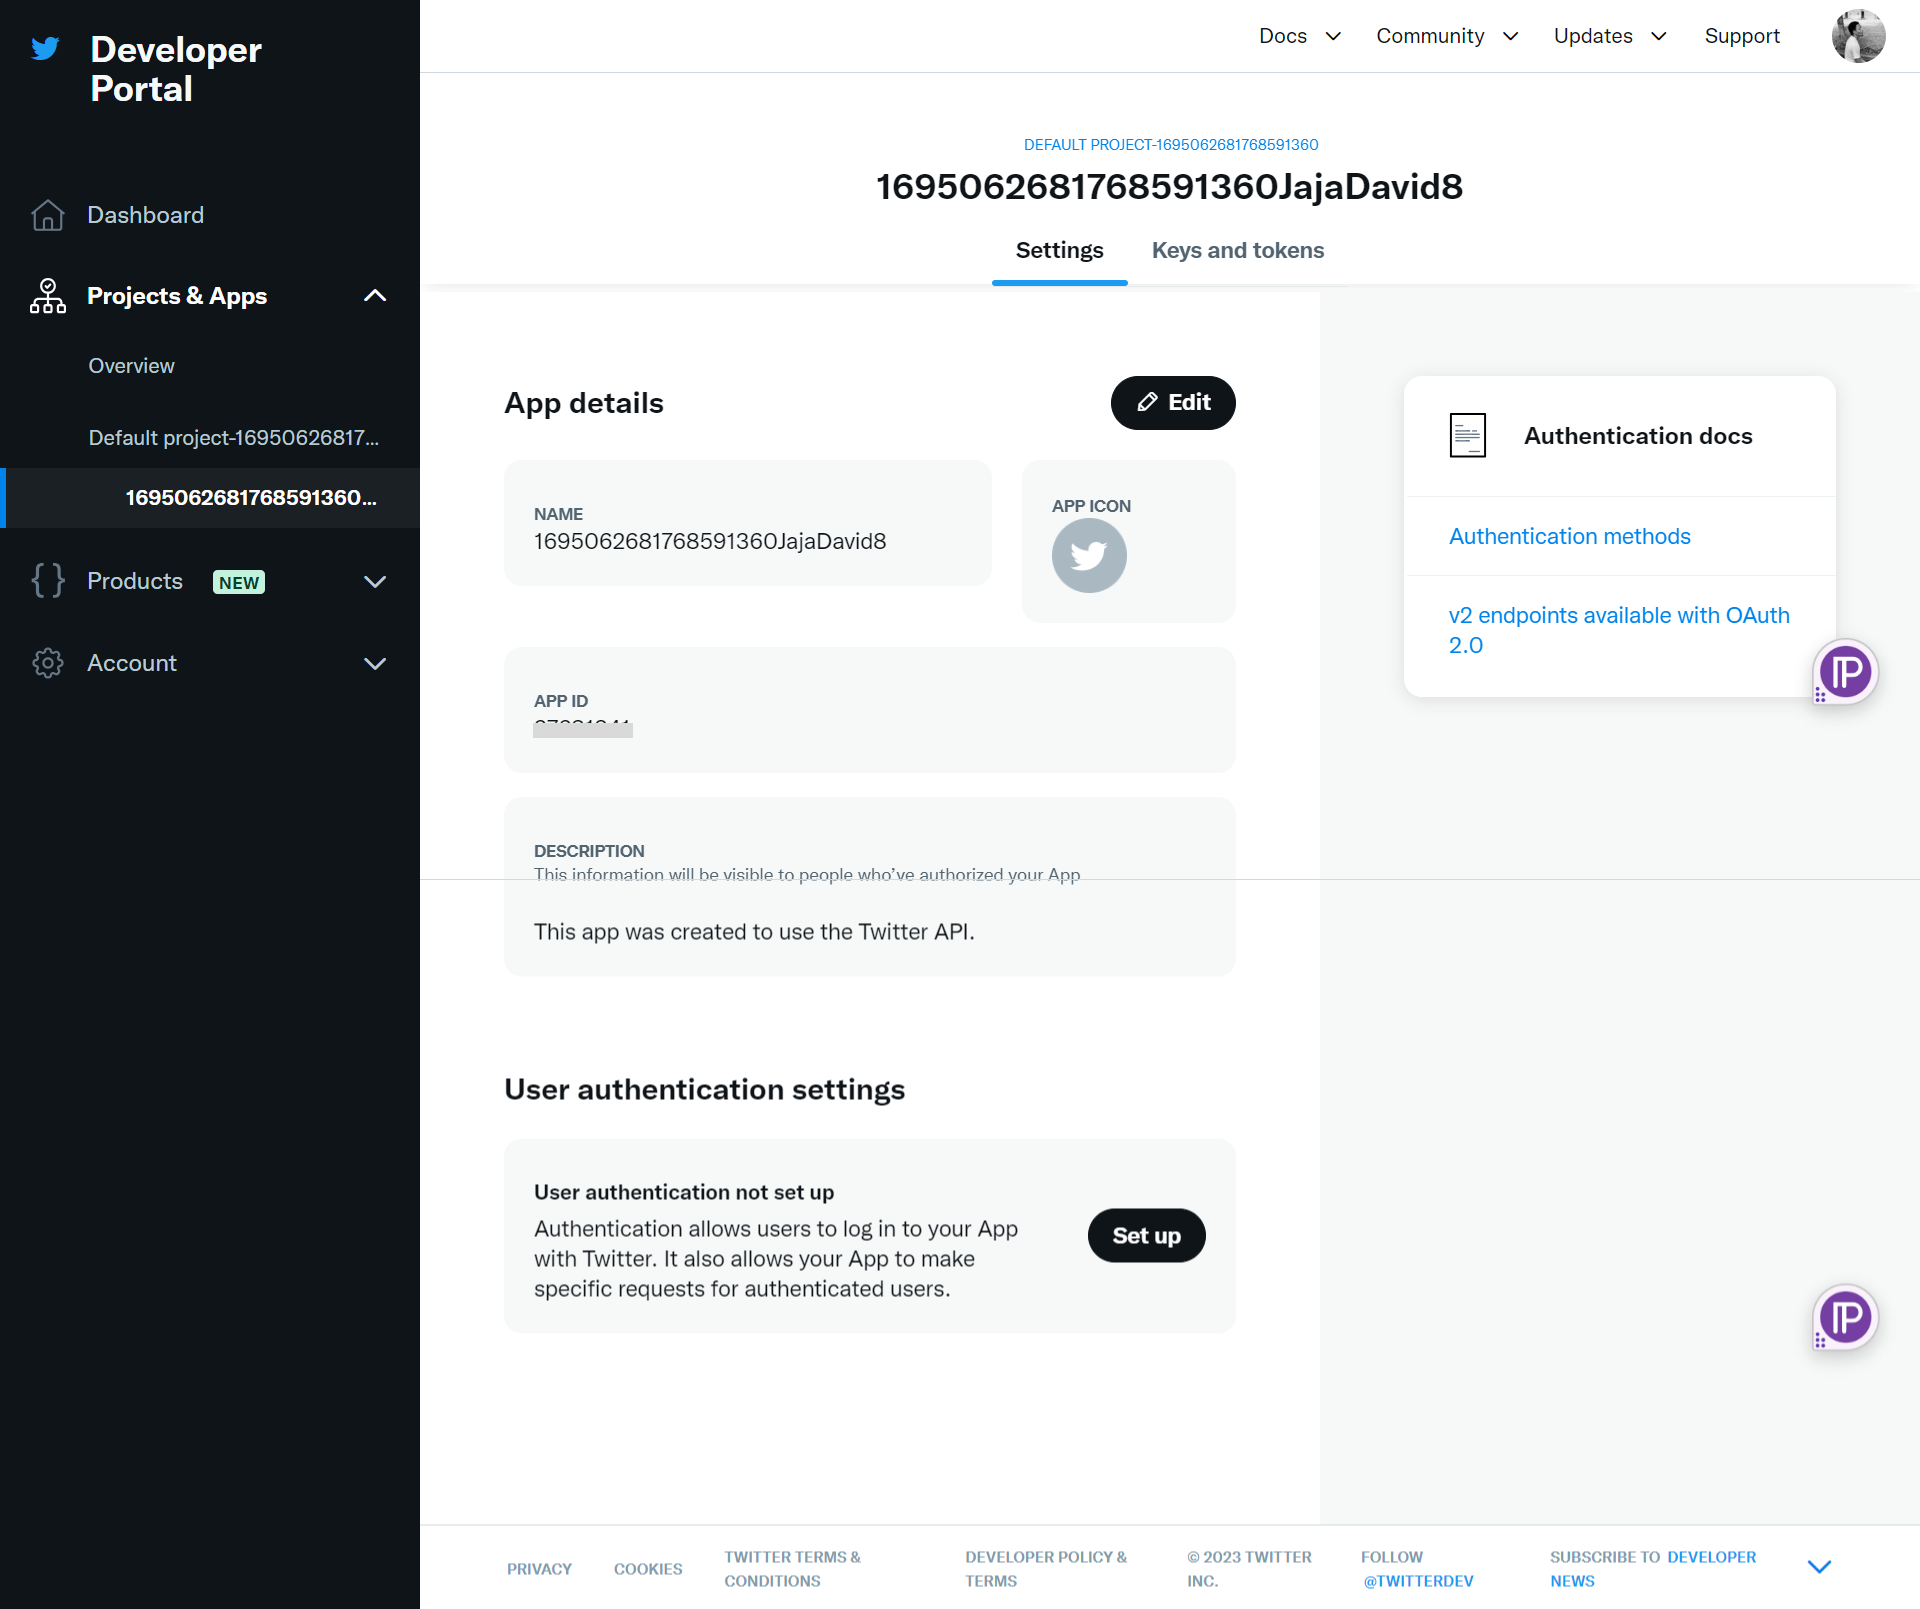 Developer
Portal
Docs
Community
Updates
Support
Dashboard
Projects & Apps
Overview
Default project-16950626817...
1695062681768591360...
Products
NEW
Account
DEFAULT PROJECT-1695062681768591360
1695062681768591360JajaDavid8
Settings
Keys and tokens
App details
Edit
NAME
1695062681768591360JajaDavid8
APP ICON
APP ID
DESCRIPTION
This information will be visible to people who've authorized your App
This app was created to use the Twitter API.
Authentication docs
Authentication methods
v2 endpoints available with OAuth
2.0
User authentication settings
User authentication not set up
Authentication allows users to log in to your App
with Twitter. It also allows your App to make
specific requests for authenticated users.
Set up
PRIVACY
COOKIES
TWITTER TERMS &
CONDITIONS
DEVELOPER POLICY &
TERMS
© 2023 TWITTER
INC.
FOLLOW
@TWITTERDEV
SUBSCRIBE TO DEVELOPER
NEWS